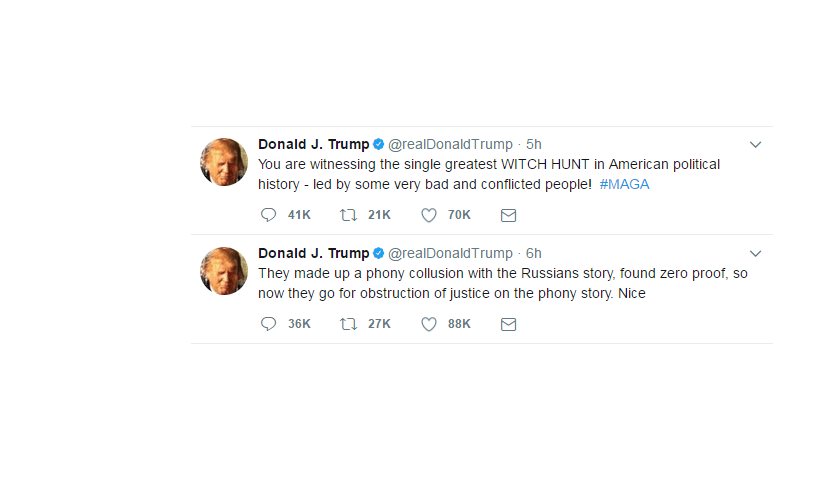 Donald J. Trump @realDonaldTrump · 5h
You are witnessing the single greatest WITCH HUNT in American political
history - led by some very bad and conflicted people! #MAGA
41K 21K 70K
Donald J. Trump @realDonaldTrump · 6h
They made up a phony collusion with the Russians story, found zero proof, so
now they go for obstruction of justice on the phony story. Nice
36K 27K 88K